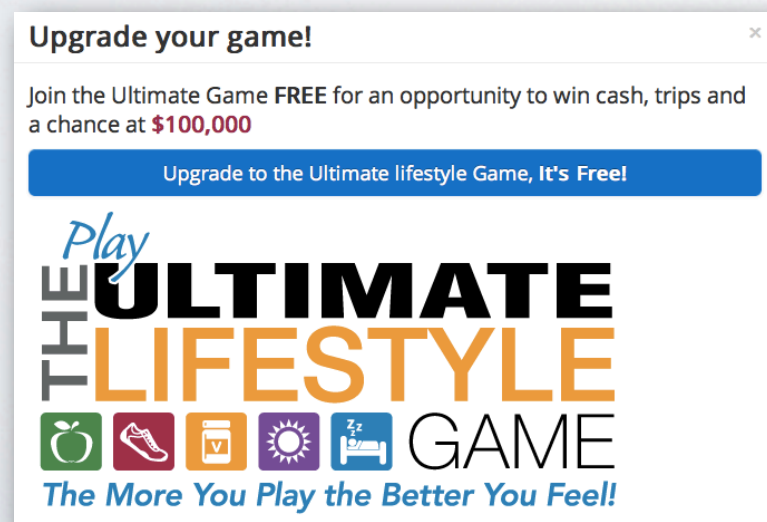 Upgrade your game!
×
Join the Ultimate Game FREE for an opportunity to win cash, trips and
a chance at $100,000
Upgrade to the Ultimate lifestyle Game, It's Free!
Play
THE ULTIMATE
LIFESTYLE
V
Z z z
GAME
The More You Play the Better You Feel!